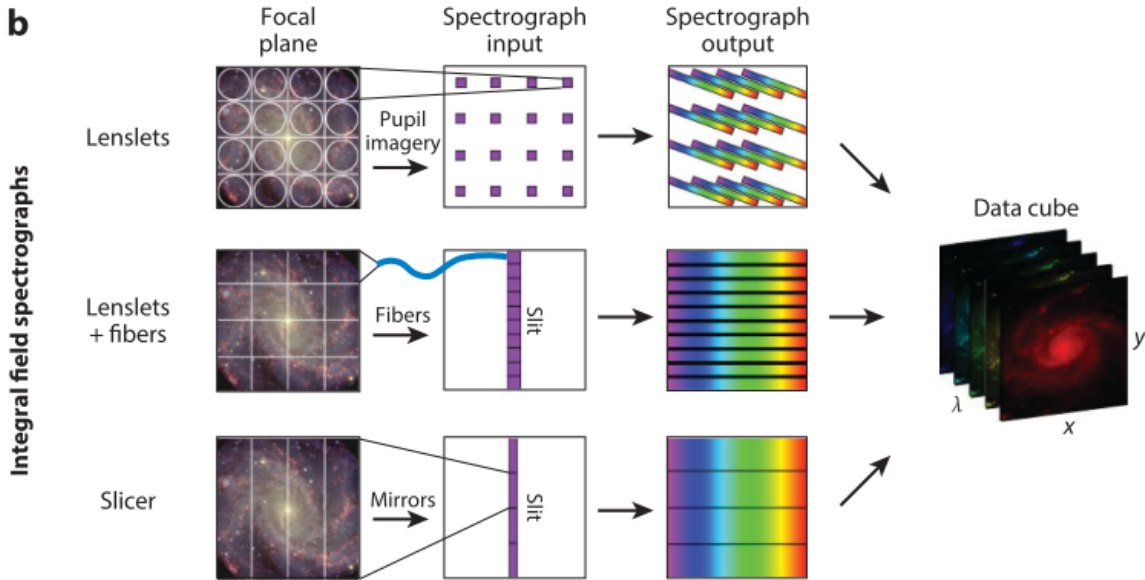 b
Focal
plane
Spectrograph
input
Spectrograph
output
Integral field spectrographs
Lenslets
Pupil
imagery
Data cube
Lenslets
+ fibers
Fibers
Slit
y
λ
x
Slicer
Mirrors
Slit